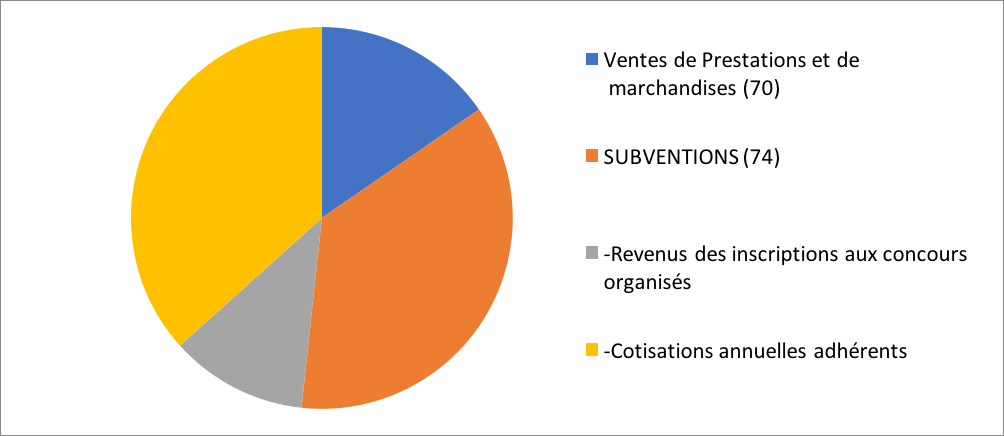 Ventes de Prestations et de
marchandises (70)
SUBVENTIONS (74)
-Revenus des inscriptions aux concours
organisés
-Cotisations annuelles adhérents